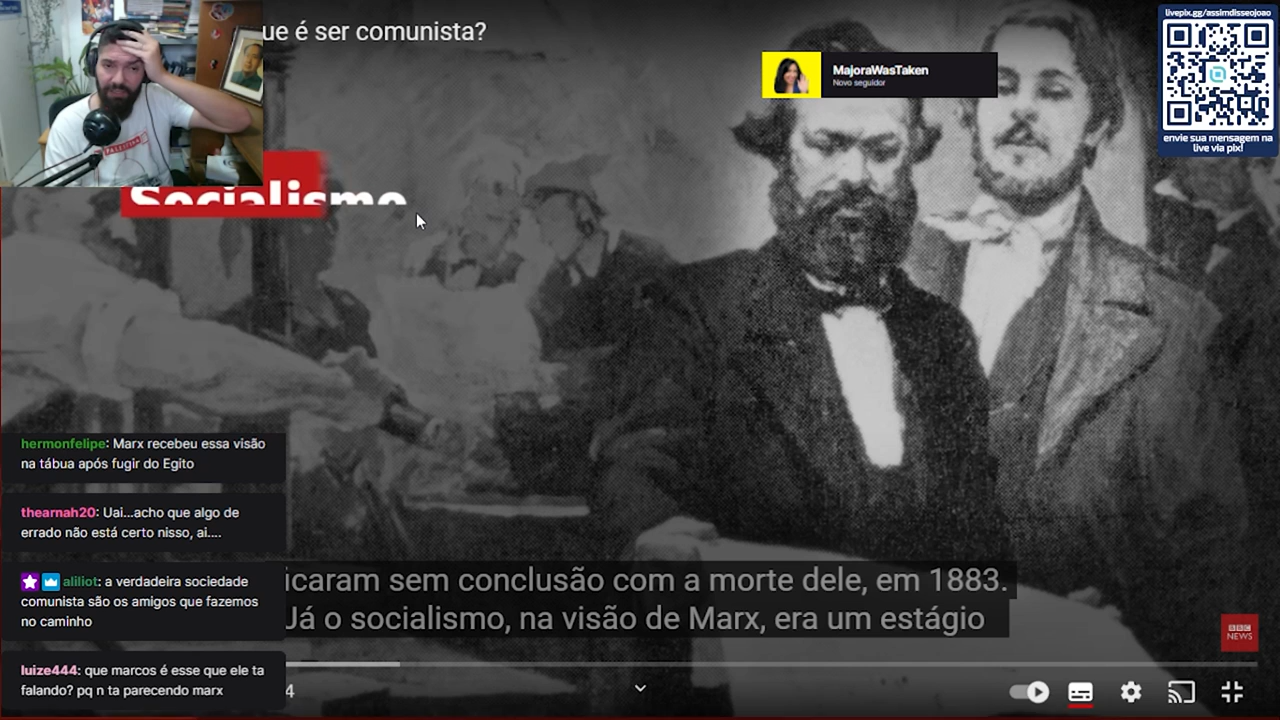 ue é ser comunista?
MajoraWasTaken
Novo seguidor
livepix.gg/assimdisseojoao
envie sua mensagem na
live via pix!
Socialismo
hermonfelipe: Marx recebeu essa visão
na tábua após fugir do Egito
thearnah20: Uai...acho que algo de
errado não está certo nisso, ai....
aliliot: a verdadeira sociedade
comunista são os amigos que fazemos
no caminho
luize444: que marcos é esse que ele ta
falando? pq n ta parecendo marx
icaram sem conclusão com a morte dele, em 1883.
Já o socialismo, na visão de Marx, era um estágio
BBC
NEWS
4